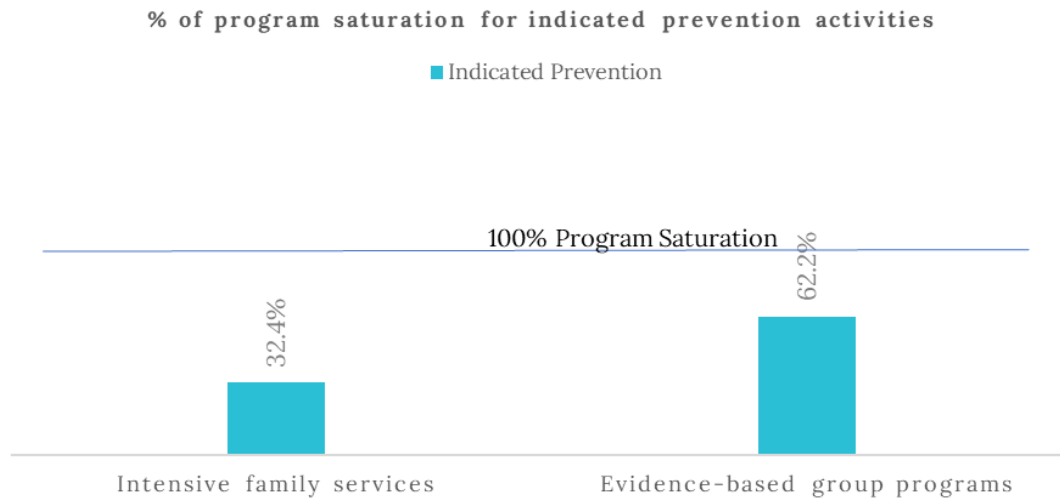 % of program saturation for indicated prevention activities
Indicated Prevention
100% Program Saturation
32.4%
62.2%
Intensive family services
Evidence-based group programs